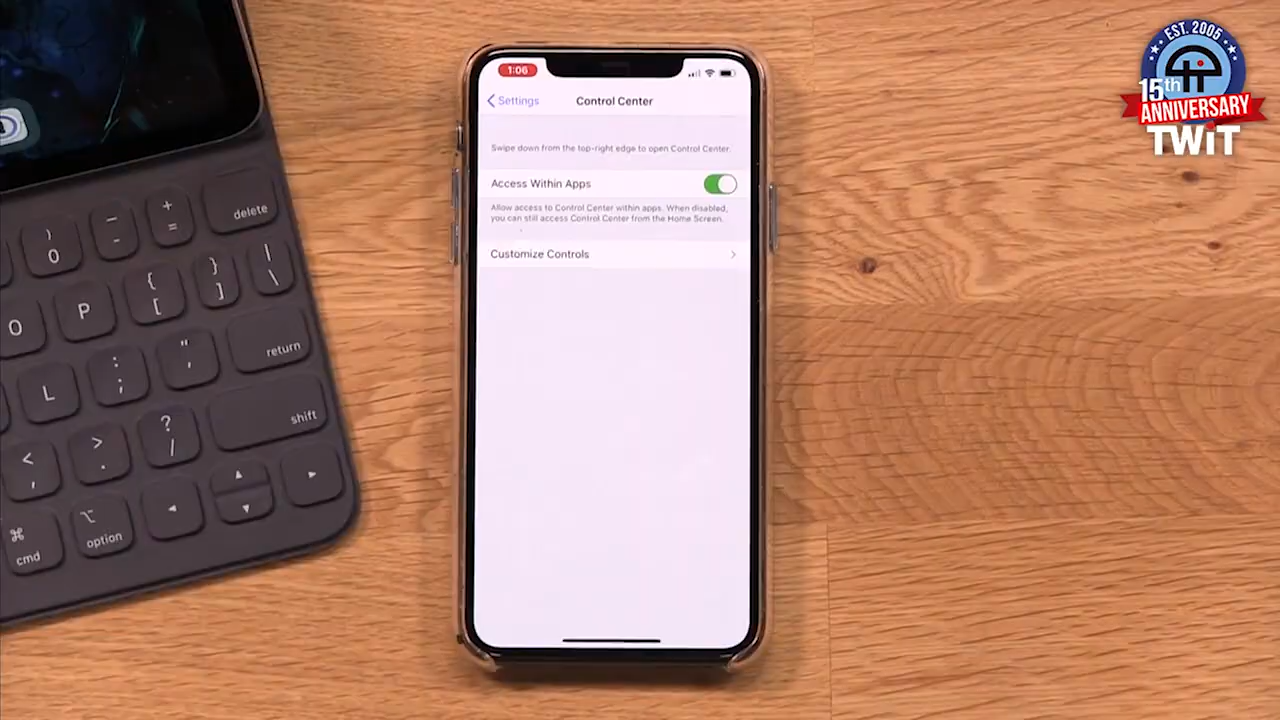 1:06
Settings
Control Center
Swipe down from the top-right edge to open Control Center.
Access Within Apps
Allow access to Control Center within apps. When disabled,
you can still access Control Center from the Home Screen.
Customize Controls
EST. 2005
15th
ANNIVERSARY
TWiT
delete
) 0
_ -
+ =
O
P
{ [
} ]
| \
L
: ;
" '
return
< ,
> .
? /
shift
⌘
cmd
⌥
option
◄
▲
▼
►